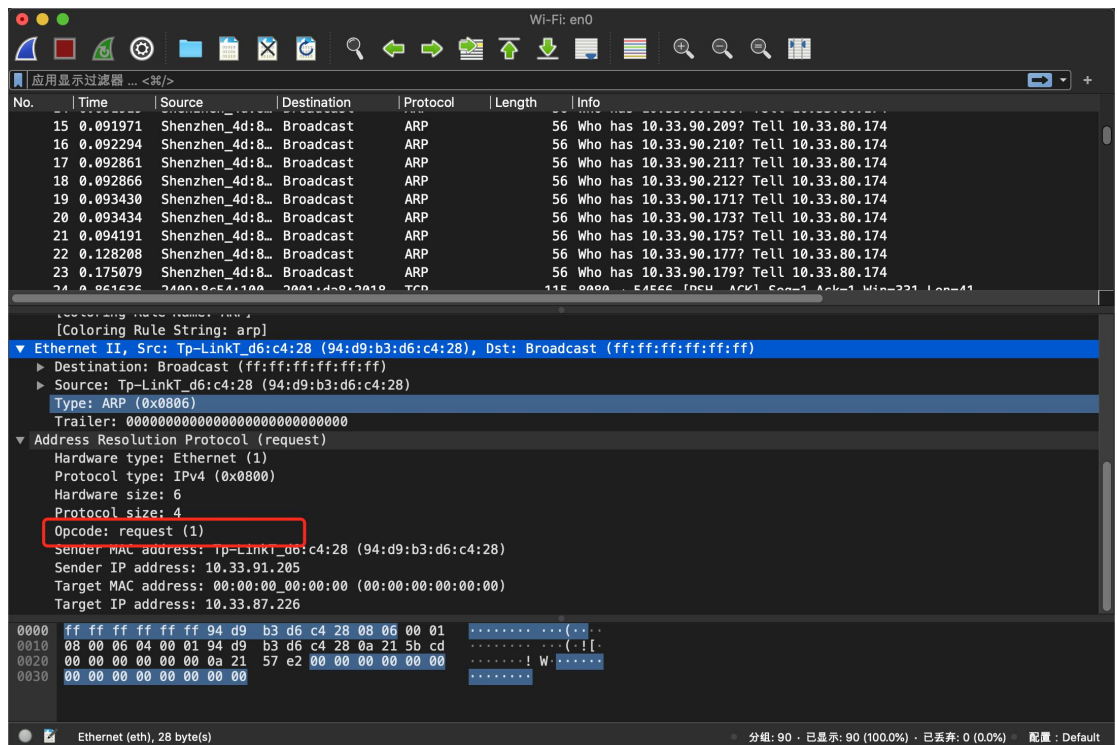 Wi-Fi: en0
应用显示过滤器 … <⌘/>
No. Time Source Destination Protocol Length Info
15 0.091971 Shenzhen_4d:8… Broadcast ARP 56 Who has 10.33.90.209? Tell 10.33.80.174
16 0.092294 Shenzhen_4d:8… Broadcast ARP 56 Who has 10.33.90.210? Tell 10.33.80.174
17 0.092861 Shenzhen_4d:8… Broadcast ARP 56 Who has 10.33.90.211? Tell 10.33.80.174
18 0.092866 Shenzhen_4d:8… Broadcast ARP 56 Who has 10.33.90.212? Tell 10.33.80.174
19 0.093430 Shenzhen_4d:8… Broadcast ARP 56 Who has 10.33.90.171? Tell 10.33.80.174
20 0.093434 Shenzhen_4d:8… Broadcast ARP 56 Who has 10.33.90.173? Tell 10.33.80.174
21 0.094191 Shenzhen_4d:8… Broadcast ARP 56 Who has 10.33.90.175? Tell 10.33.80.174
22 0.128208 Shenzhen_4d:8… Broadcast ARP 56 Who has 10.33.90.177? Tell 10.33.80.174
23 0.175079 Shenzhen_4d:8… Broadcast ARP 56 Who has 10.33.90.179? Tell 10.33.80.174
[Coloring Rule String: arp]
Ethernet II, Src: Tp-LinkT_d6:c4:28 (94:d9:b3:d6:c4:28), Dst: Broadcast (ff:ff:ff:ff:ff:ff)
Destination: Broadcast (ff:ff:ff:ff:ff:ff)
Source: Tp-LinkT_d6:c4:28 (94:d9:b3:d6:c4:28)
Type: ARP (0x0806)
Trailer: 0000000000000000000000000000
Address Resolution Protocol (request)
Hardware type: Ethernet (1)
Protocol type: IPv4 (0x0800)
Hardware size: 6
Protocol size: 4
Opcode: request (1)
Sender MAC address: Tp-LinkT_d6:c4:28 (94:d9:b3:d6:c4:28)
Sender IP address: 10.33.91.205
Target MAC address: 00:00:00_00:00:00 (00:00:00:00:00:00)
Target IP address: 10.33.87.226
0000 ff ff ff ff ff ff 94 d9 b3 d6 c4 28 08 06 00 01 ········ ···(····
0010 08 00 06 04 00 01 94 d9 b3 d6 c4 28 0a 21 5b cd ········ ···(·![·
0020 00 00 00 00 00 00 0a 21 57 e2 00 00 00 00 00 00 ·······! W·······
0030 00 00 00 00 00 00 00 00 ········
Ethernet (eth), 28 byte(s) 分组: 90 · 已显示: 90 (100.0%) · 已丢弃: 0 (0.0%) 配置：Default